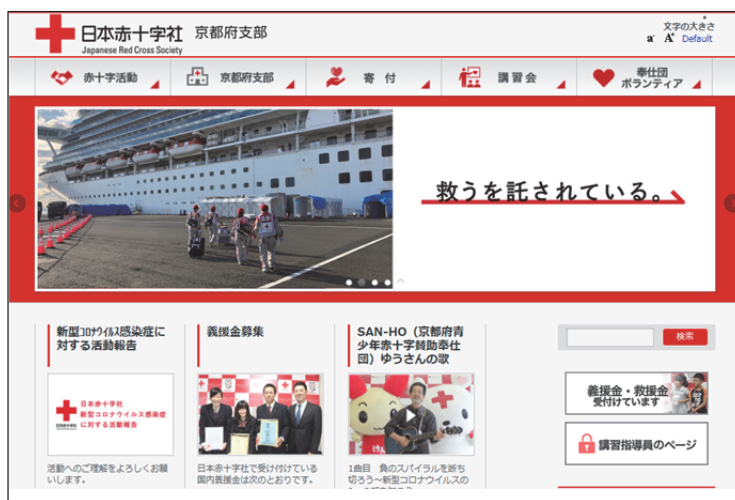 日本赤十字社 京都府支部
Japanese Red Cross Society
文字の大きさ
a A Default
赤十字活動
京都府支部
寄 付
講 習 会
奉仕団
ボランティア
救うを託されている。
新型コロナウイルス感染症に
対する活動報告
日本赤十字社
新型コロナウイルス感染症
に対する活動報告
活動へのご理解をよろしくお願
いします。
義援金募集
日本赤十字社で受け付けている
国内義援金は次のとおりです。
SAN-HO（京都府青
少年赤十字賛助奉仕
団）ゆうさんの歌
1曲目 負のスパイラルを断ち
切ろう～新型コロナウイルスの
検索
義援金・救援金
受付けています
講習指導員のページ